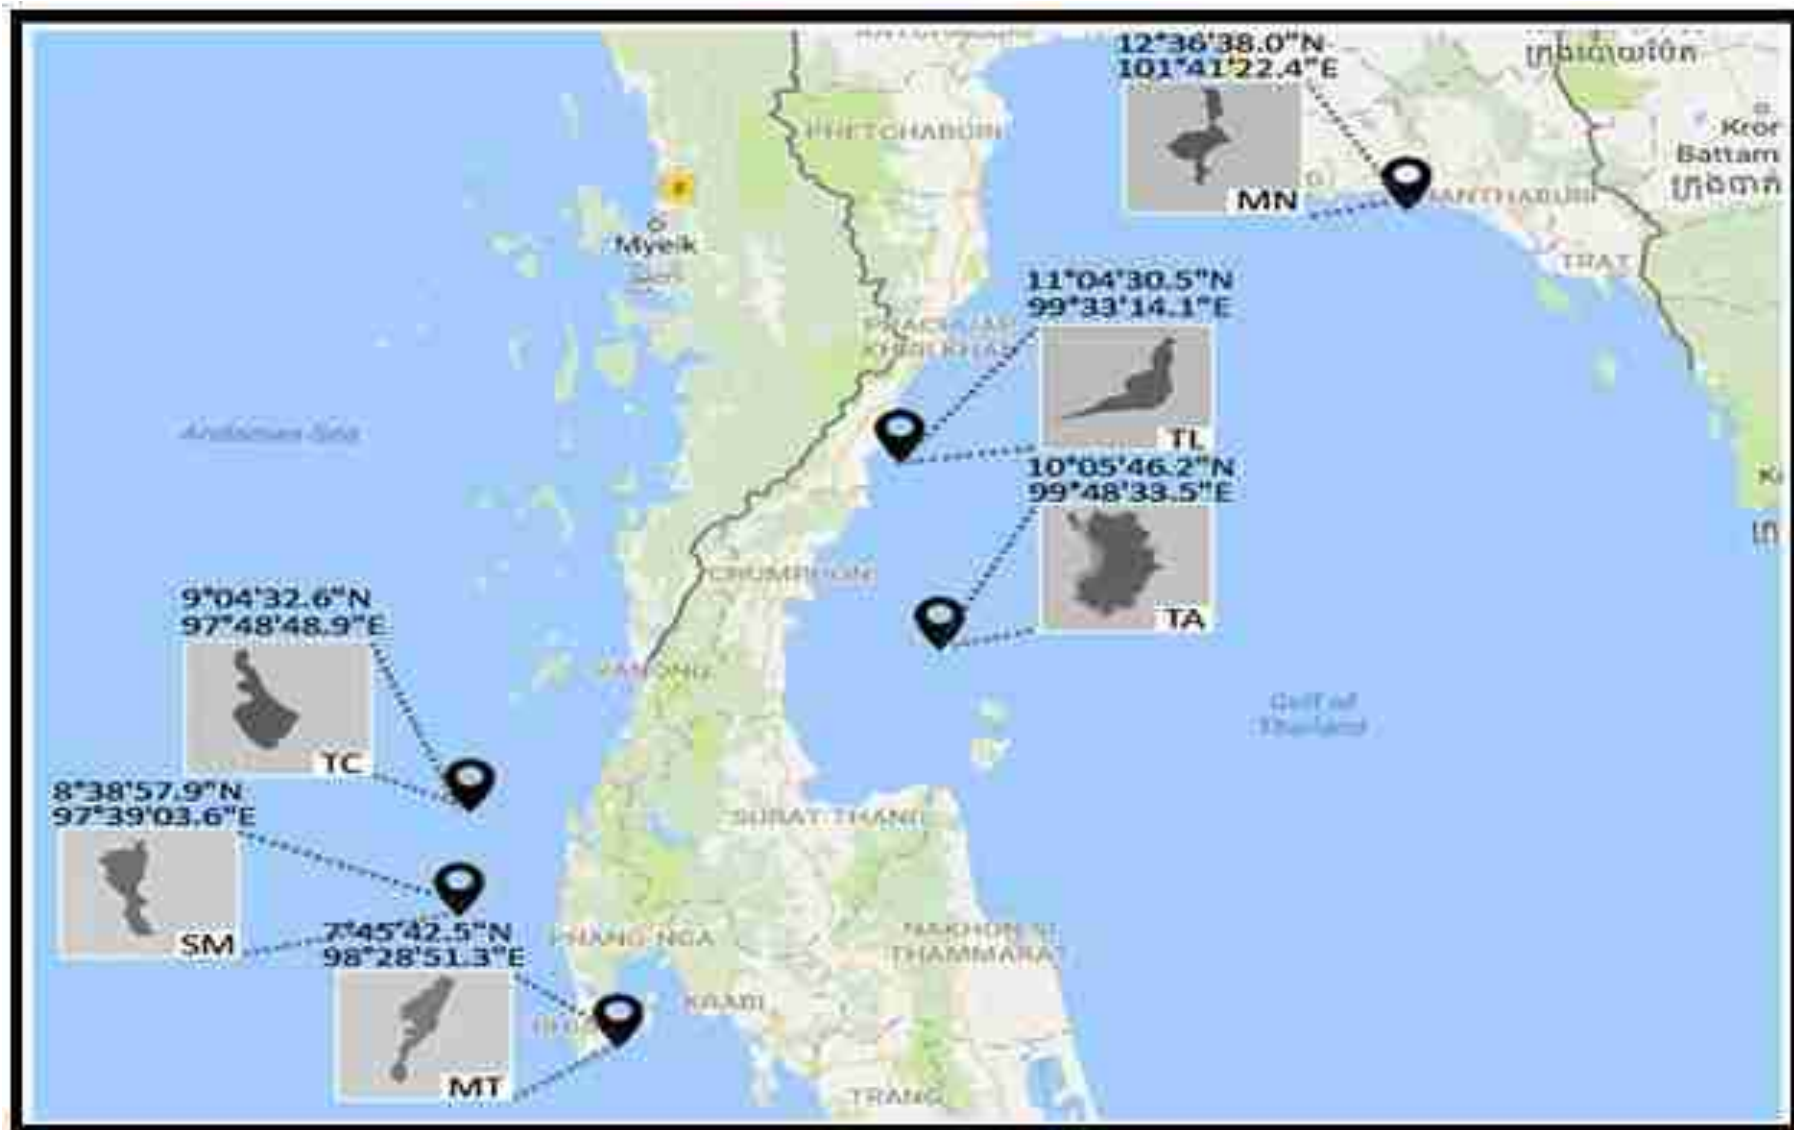 12°36'38.0"N
101°41'22.4"E
Kror
Battam
PHETCHABURI
MN
Myeik
TRAT
11°04'30.5"N
99°33'14.1"E
PRACHUAP
KHIRI KHAN
TL
Andaman Sea
10°05'46.2"N
99°48'33.5"E
CHUMPHON
TA
9°04'32.6"N
97°48'48.9"E
RANONG
Gulf of
Thailand
TC
8°38'57.9"N
97°39'03.6"E
SURAT THANI
SM
7°45'42.5"N
98°28'51.3"E
PHANG NGA
NAKHON SI
THAMMARAT
KRABI
MT
TRANG